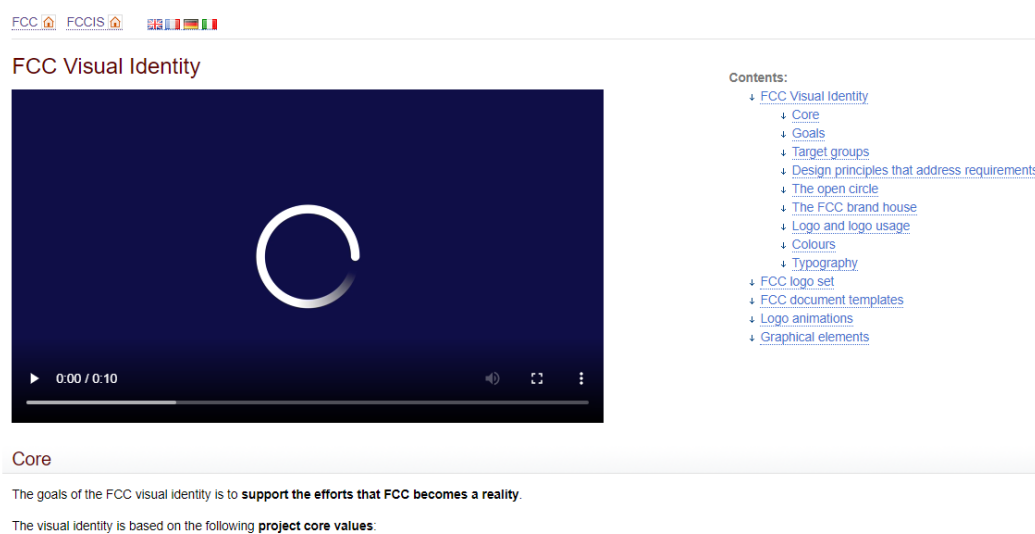 FCC FCCIS
FCC Visual Identity
0:00 / 0:10
Contents:
FCC Visual Identity
Core
Goals
Target groups
Design principles that address requirements
The open circle
The FCC brand house
Logo and logo usage
Colours
Typography
FCC logo set
FCC document templates
Logo animations
Graphical elements
Core
The goals of the FCC visual identity is to support the efforts that FCC becomes a reality.
The visual identity is based on the following project core values: